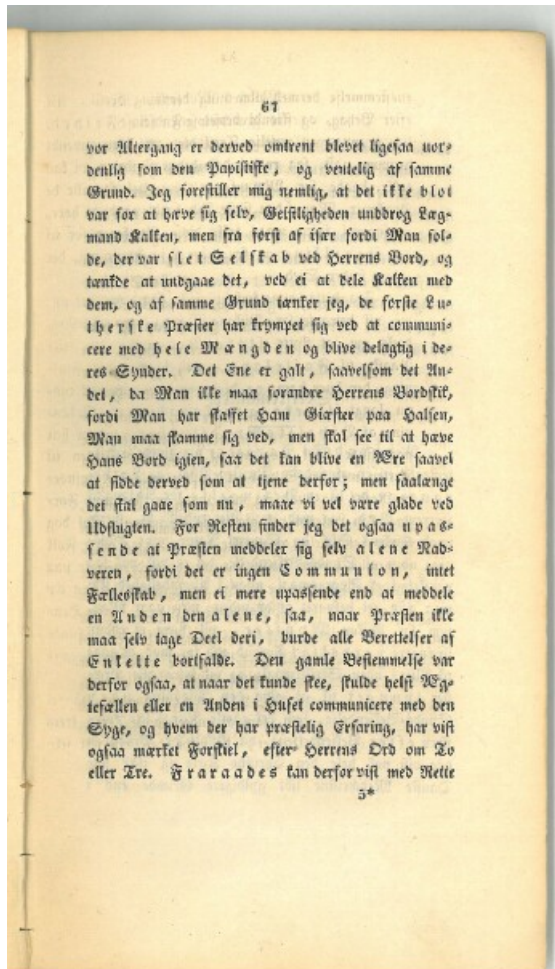 67
vor Altergang er derved omtrent blevet ligesaa uor-
denlig som den Papistiske, og ventelig af samme
Grund. Jeg forestiller mig nemlig, at det ikke blot
var for at hæve sig selv, Geistligheden unddrog Læg-
mand Kalken, men fra først af især fordi Man føl-
de, der var slet Selskab ved Herrens Bord, og
tænkde at undgaae det, ved ei at dele Kalken med
dem, og af samme Grund tænker jeg, de første Lu-
therske Præster har krympet sig ved at communi-
cere med hele Mængden og blive delagtig i de-
res Synder. Det Ene er galt, saavelsom det An-
det, da Man ikke maa forandre Herrens Bordskik,
fordi Man har skaffet Ham Giæster paa Halsen,
Man maa skamme sig ved, men skal see til at hæve
Hans Bord igien, saa det kan blive en Ære saavel
at sidde derved som at tjene derfor; men saalænge
det skal gaae som nu, maae vi vel være glade ved
Udflugten. For Resten finder jeg det ogsaa upas-
sende at Præsten meddeler sig selv alene Nad-
veren, fordi det er ingen Communion, intet
Fællesskab, men ei mere upassende end at meddele
en Anden den alene, saa, naar Præsten ikke
maa selv tage Deel deri, burde alle Berettelser af
Enkelte bortfalde. Den gamle Bestemmelse var
derfor ogsaa, at naar det kunde skee, skulde helst Æg-
tefællen eller en Anden i Huset communicere med den
Syge, og hvem der har præstelig Erfaring, har vist
ogsaa mærket Forskiel, efter Herrens Ord om To
eller Tre. Fraraades kan derfor vist med Rette
5*